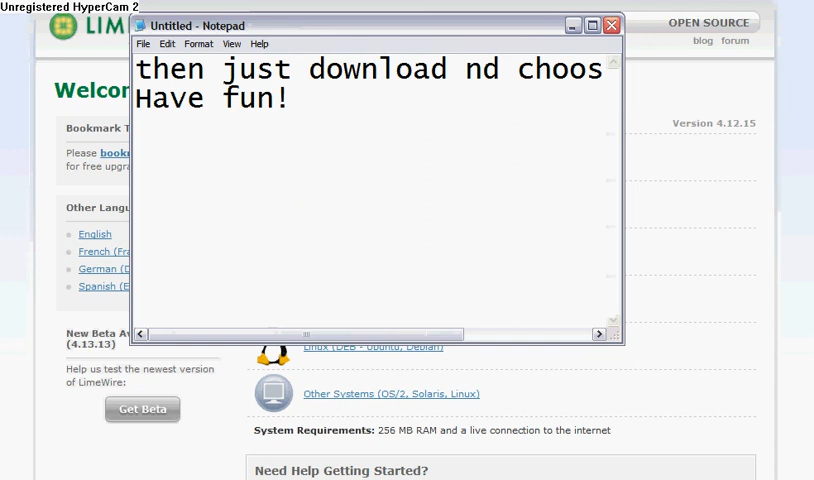 Unregistered HyperCam 2
LIM
Untitled - Notepad
OPEN SOURCE
File Edit Format View Help
blog forum
then just download nd choos
Have fun!
Welcor
Version 4.12.15
Bookmark T
Please bookr
for free upgra
Other Langu
English
French (Fra
German (D
Spanish (E
New Beta Av
(4.13.13)
Linux (DEB - Ubuntu, Debian)
Help us test the newest version
of LimeWire:
Get Beta
Other Systems (OS/2, Solaris, Linux)
System Requirements: 256 MB RAM and a live connection to the internet
Need Help Getting Started?